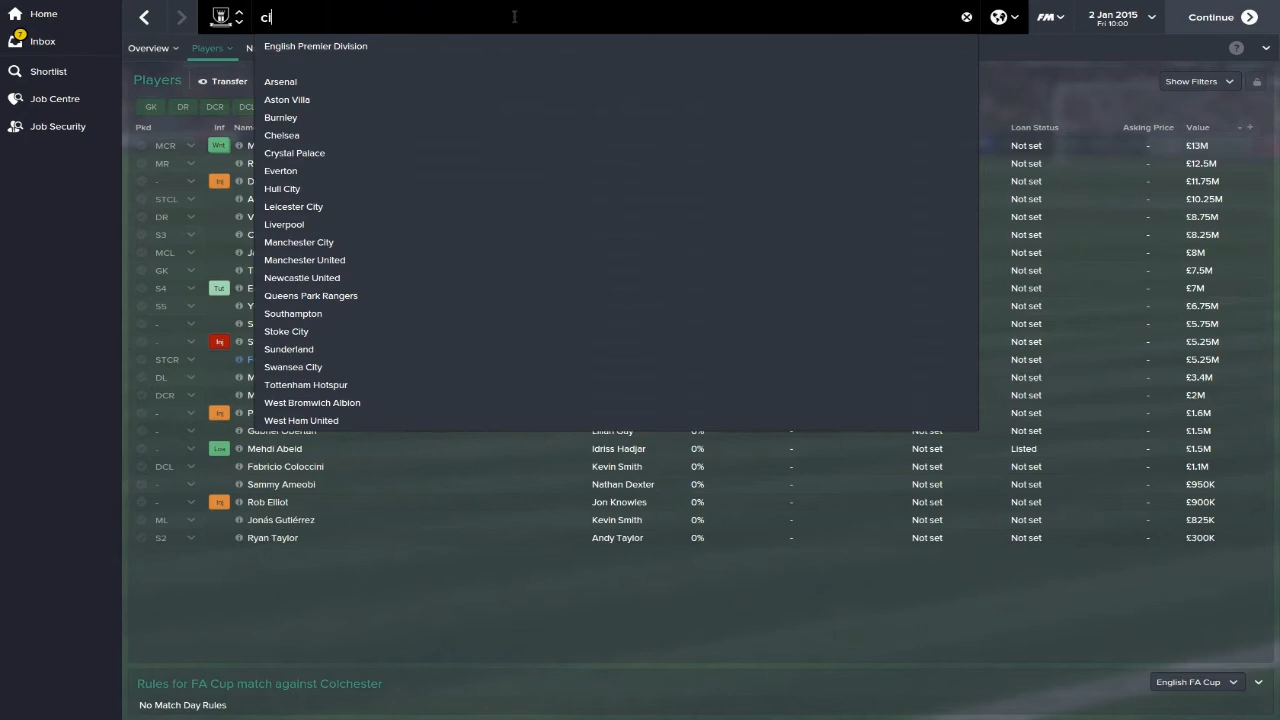 Home
7
Inbox
Shortlist
Job Centre
Job Security
ci
FM
2 Jan 2015
Fri 10:00
Continue
Overview
Players
N
Players
Transfer
Show Filters
GK DR DCR DCL
Pkd Inf Nam Loan Status Asking Price Value
English Premier Division
Arsenal
Aston Villa
Burnley
Chelsea
Crystal Palace
Everton
Hull City
Leicester City
Liverpool
Manchester City
Manchester United
Newcastle United
Queens Park Rangers
Southampton
Stoke City
Sunderland
Swansea City
Tottenham Hotspur
West Bromwich Albion
West Ham United
MCR Wnt M Not set - £13M
MR R Not set - £12.5M
- Inj D Not set - £11.75M
STCL A Not set - £10.25M
DR V Not set - £8.75M
S3 C Not set - £8.25M
MCL J Not set - £8M
GK T Not set - £7.5M
S4 Tut E Not set - £7M
S5 Y Not set - £6.75M
- S Not set - £5.75M
- Inj S Not set - £5.25M
STCR F Not set - £5.25M
DL M Not set - £3.4M
DCR M Not set - £2M
- Inj P Not set - £1.6M
- Gabriel Obertan Lilian Guy 0% - Not set Not set - £1.5M
- Loa Mehdi Abeid Idriss Hadjar 0% - Not set Listed - £1.5M
DCL Fabricio Coloccini Kevin Smith 0% - Not set Not set - £1.1M
- Sammy Ameobi Nathan Dexter 0% - Not set Not set - £950K
- Inj Rob Elliot Jon Knowles 0% - Not set Not set - £900K
ML Jonás Gutiérrez Kevin Smith 0% - Not set Not set - £825K
S2 Ryan Taylor Andy Taylor 0% - Not set Not set - £300K
Rules for FA Cup match against Colchester
English FA Cup
No Match Day Rules